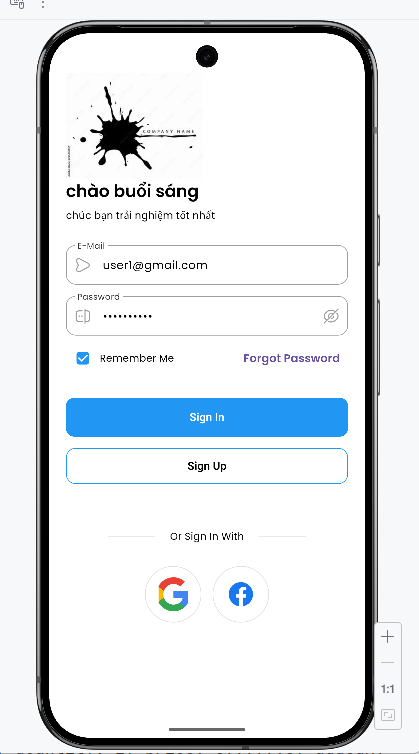 COMPANY NAME
chào buổi sáng
chúc bạn trải nghiệm tốt nhất
E-Mail
user1@gmail.com
Password
••••••••••
Remember Me
Forgot Password
Sign In
Sign Up
Or Sign In With
1:1